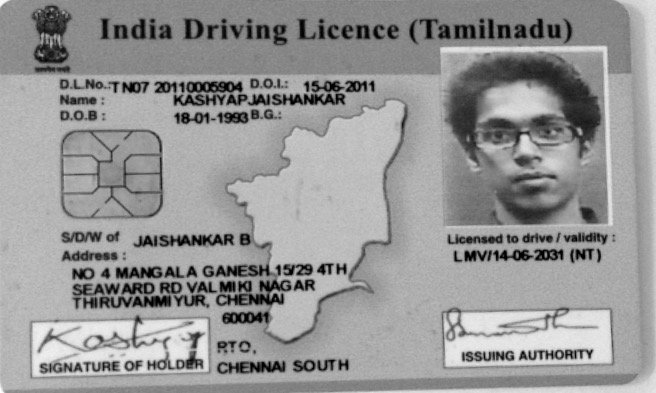 India Driving Licence (Tamilnadu)
D.L.No.: TN07 20110005904 D.O.I.: 15-06-2011
Name : KASHYAP JAISHANKAR
D.O.B : 18-01-1993 B.G.:
S/D/W of JAISHANKAR B
Address :
NO 4 MANGALA GANESH 15/29 4TH
SEAWARD RD VALMIKI NAGAR
THIRUVANMIYUR, CHENNAI
600041
Licensed to drive / validity :
LMV/14-06-2031 (NT)
Kashyap
SIGNATURE OF HOLDER
RTO,
CHENNAI SOUTH
ISSUING AUTHORITY